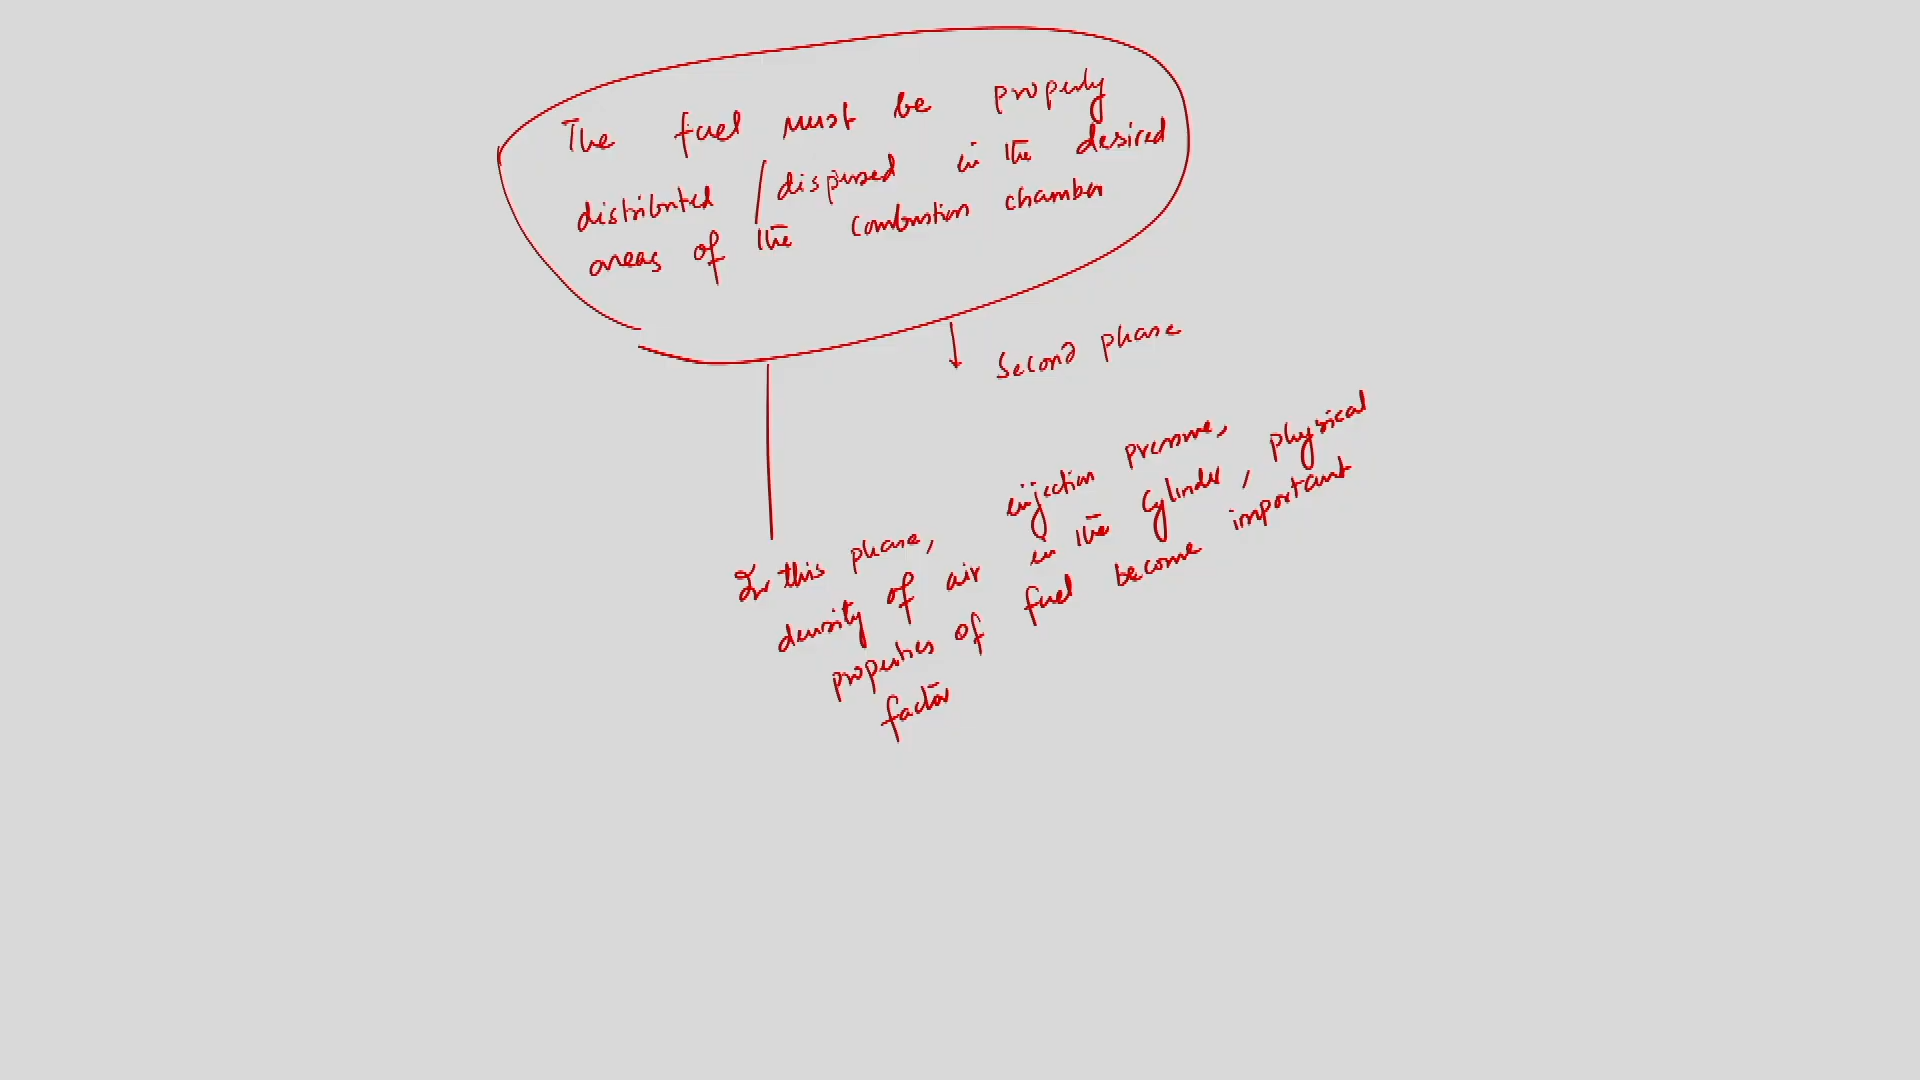 The fuel must be properly
distributed / dispersed in the desired
areas of the combustion chamber
Second phase
In this phase, injection pressure,
density of air in the cylinder, physical
properties of fuel become important
factor